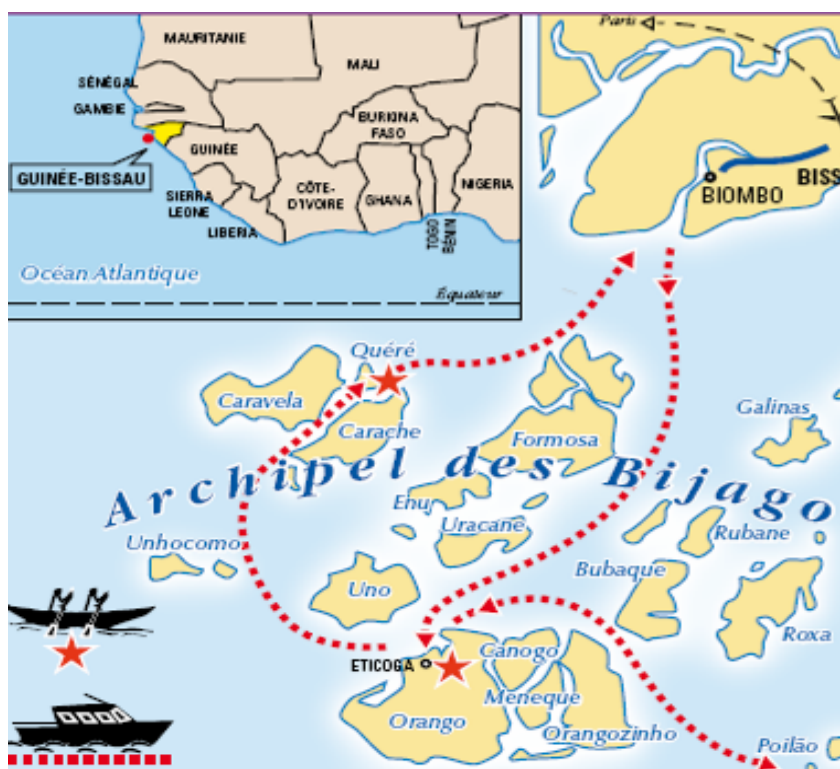 MAURITANIE
MALI
SÉNÉGAL
GAMBIE
BURKINA
FASO
GUINÉE
GUINÉE-BISSAU
SIERRA
LEONE
CÔTE-
D'IVOIRE
GHANA
TOGO
BÉNIN
NIGERIA
LIBERIA
Océan Atlantique
Équateur
Paris
BIOMBO
BISS
Quéré
Caravela
Carache
Formosa
Galinas
Archipel des Bijago
Enu
Uracane
Unhocomo
Rubane
Bubaque
Uno
Roxa
ETICOGA
Canogo
Meneque
Orango
Orangozinho
Poilão